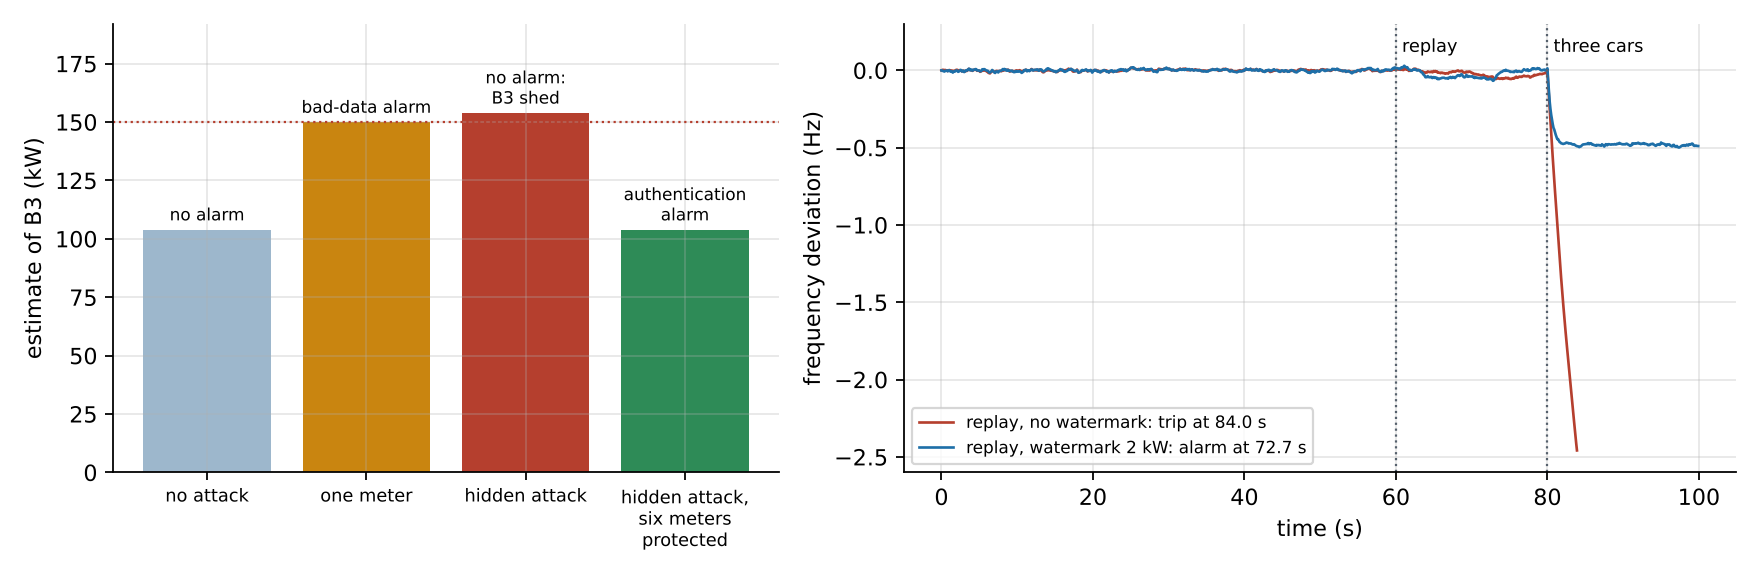 estimate of B3 (kW)
175
150
125
100
75
50
25
0
no alarm
bad-data alarm
no alarm:
B3 shed
authentication
alarm
no attack
one meter
hidden attack
hidden attack,
six meters
protected
frequency deviation (Hz)
0.0
−0.5
−1.0
−1.5
−2.0
−2.5
replay
three cars
replay, no watermark: trip at 84.0 s
replay, watermark 2 kW: alarm at 72.7 s
0
20
40
60
80
100
time (s)